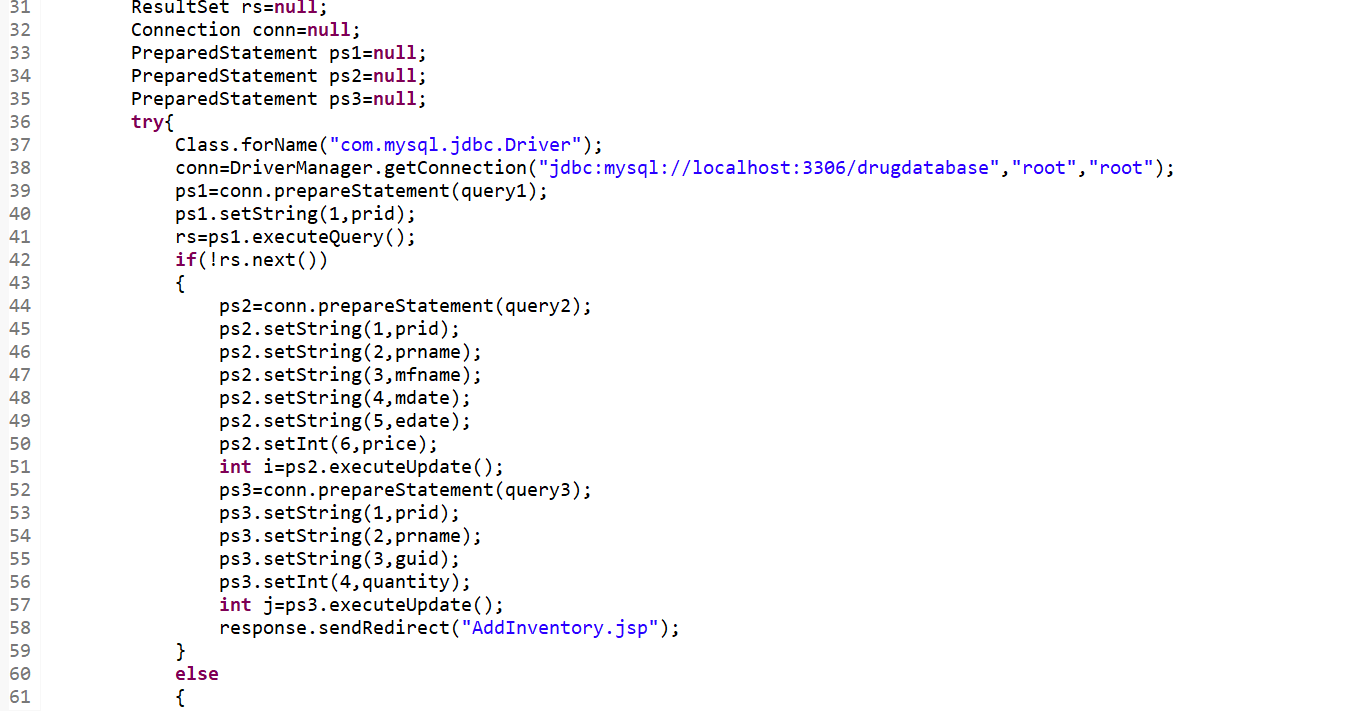 31 ResultSet rs=null;
32 Connection conn=null;
33 PreparedStatement ps1=null;
34 PreparedStatement ps2=null;
35 PreparedStatement ps3=null;
36 try{
37 Class.forName("com.mysql.jdbc.Driver");
38 conn=DriverManager.getConnection("jdbc:mysql://localhost:3306/drugdatabase","root","root");
39 ps1=conn.prepareStatement(query1);
40 ps1.setString(1,prid);
41 rs=ps1.executeQuery();
42 if(!rs.next())
43 {
44 ps2=conn.prepareStatement(query2);
45 ps2.setString(1,prid);
46 ps2.setString(2,prname);
47 ps2.setString(3,mfname);
48 ps2.setString(4,mdate);
49 ps2.setString(5,edate);
50 ps2.setInt(6,price);
51 int i=ps2.executeUpdate();
52 ps3=conn.prepareStatement(query3);
53 ps3.setString(1,prid);
54 ps3.setString(2,prname);
55 ps3.setString(3,guid);
56 ps3.setInt(4,quantity);
57 int j=ps3.executeUpdate();
58 response.sendRedirect("AddInventory.jsp");
59 }
60 else
61 {